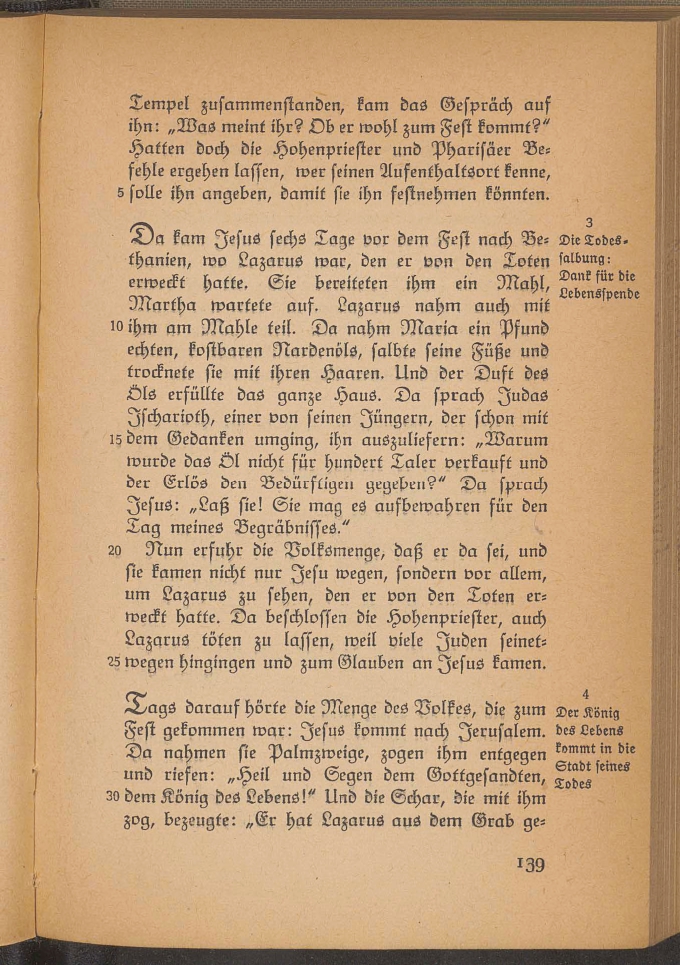 Tempel zusammenstanden, kam das Gespräch auf
ihn: „Was meint ihr? Ob er wohl zum Fest kommt?“
Hatten doch die Hohenpriester und Pharisäer Be-
fehle ergehen lassen, wer seinen Aufenthaltsort kenne,
5 solle ihn angeben, damit sie ihn festnehmen könnten.
3
Die Todes-
salbung:
Dank für die
Lebensspende
Da kam Jesus sechs Tage vor dem Fest nach Be-
thanien, wo Lazarus war, den er von den Toten
erweckt hatte. Sie bereiteten ihm ein Mahl,
Martha wartete auf. Lazarus nahm auch mit
10 ihm am Mahle teil. Da nahm Maria ein Pfund
echten, kostbaren Nardenöls, salbte seine Füße und
trocknete sie mit ihren Haaren. Und der Duft des
Öls erfüllte das ganze Haus. Da sprach Judas
Ischarioth, einer von seinen Jüngern, der schon mit
15 dem Gedanken umging, ihn auszuliefern: „Warum
wurde das Öl nicht für hundert Taler verkauft und
der Erlös den Bedürftigen gegeben?“ Da sprach
Jesus: „Laß sie! Sie mag es aufbewahren für den
Tag meines Begräbnisses.“
20 Nun erfuhr die Volksmenge, daß er da sei, und
sie kamen nicht nur Jesu wegen, sondern vor allem,
um Lazarus zu sehen, den er von den Toten er-
weckt hatte. Da beschlossen die Hohenpriester, auch
Lazarus töten zu lassen, weil viele Juden seinet-
25 wegen hingingen und zum Glauben an Jesus kamen.
4
Der König
des Lebens
kommt in die
Stadt seines
Todes
Tags darauf hörte die Menge des Volkes, die zum
Fest gekommen war: Jesus kommt nach Jerusalem.
Da nahmen sie Palmzweige, zogen ihm entgegen
und riefen: „Heil und Segen dem Gottgesandten,
30 dem König des Lebens!“ Und die Schar, die mit ihm
zog, bezeugte: „Er hat Lazarus aus dem Grab ge-
139